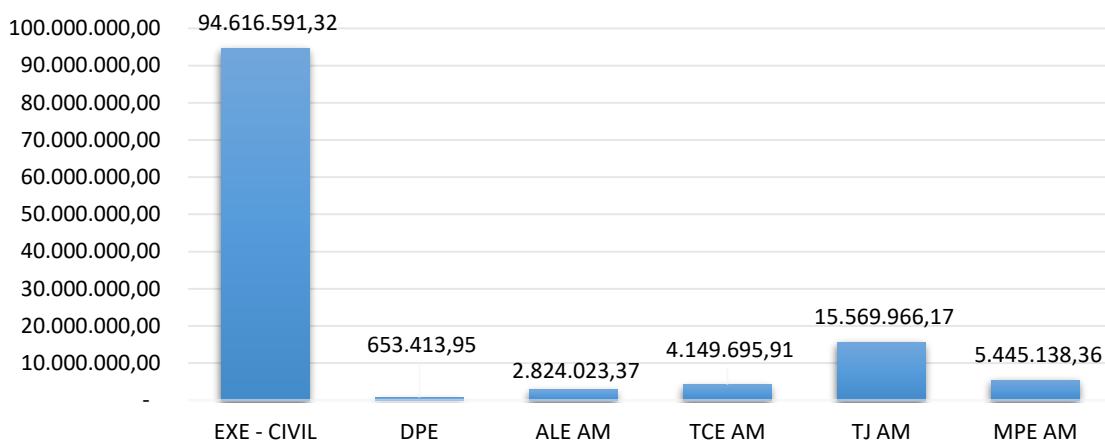 100.000.000,00
90.000.000,00
80.000.000,00
70.000.000,00
60.000.000,00
50.000.000,00
40.000.000,00
30.000.000,00
20.000.000,00
10.000.000,00
-
94.616.591,32
653.413,95
2.824.023,37
4.149.695,91
15.569.966,17
5.445.138,36
EXE - CIVIL
DPE
ALE AM
TCE AM
TJ AM
MPE AM